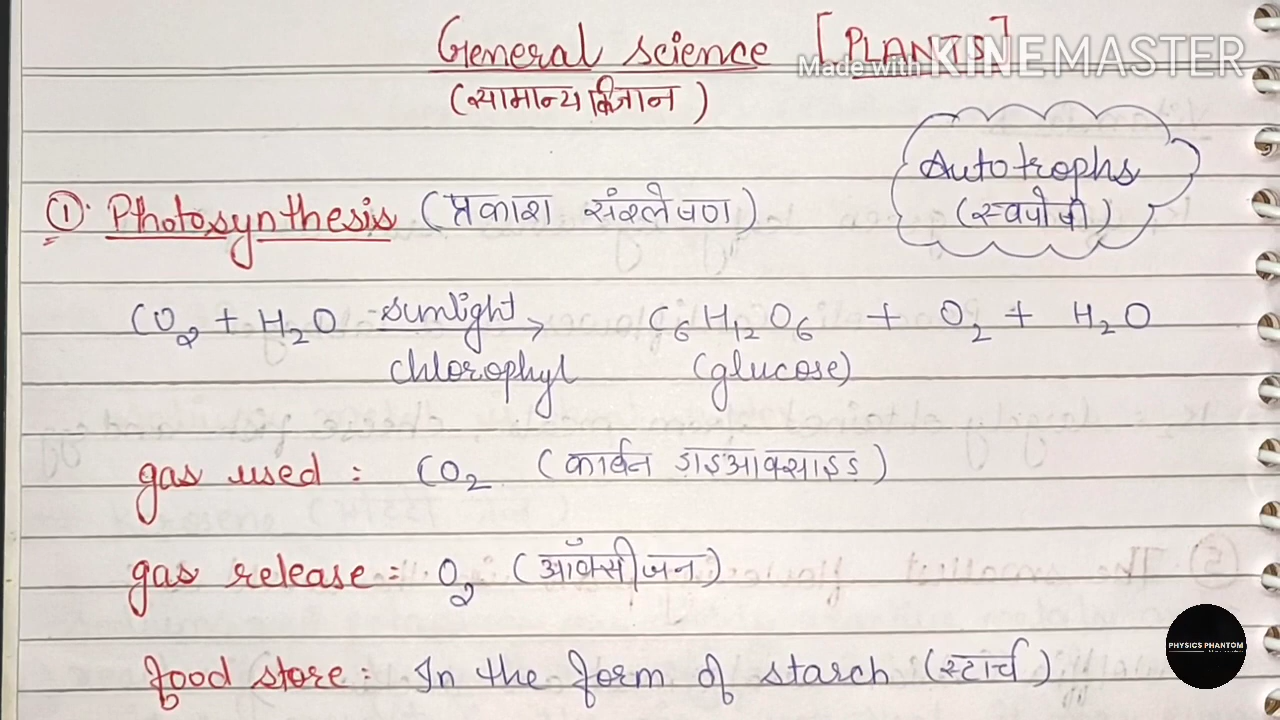 General science [PLANTS]
Made with KINEMASTER
(सामान्य विज्ञान)
Autotrophs
(स्वपोषी)
① Photosynthesis (प्रकाश संश्लेषण)
CO2 + H2O sunlight → C6H12O6 + O2 + H2O
chlorophyl (glucose)
gas used : CO2 (कार्बन डाइआक्साइड)
gas release : O2 (ऑक्सीजन)
food store : In the form of starch (स्टार्च)
PHYSICS PHANTOM